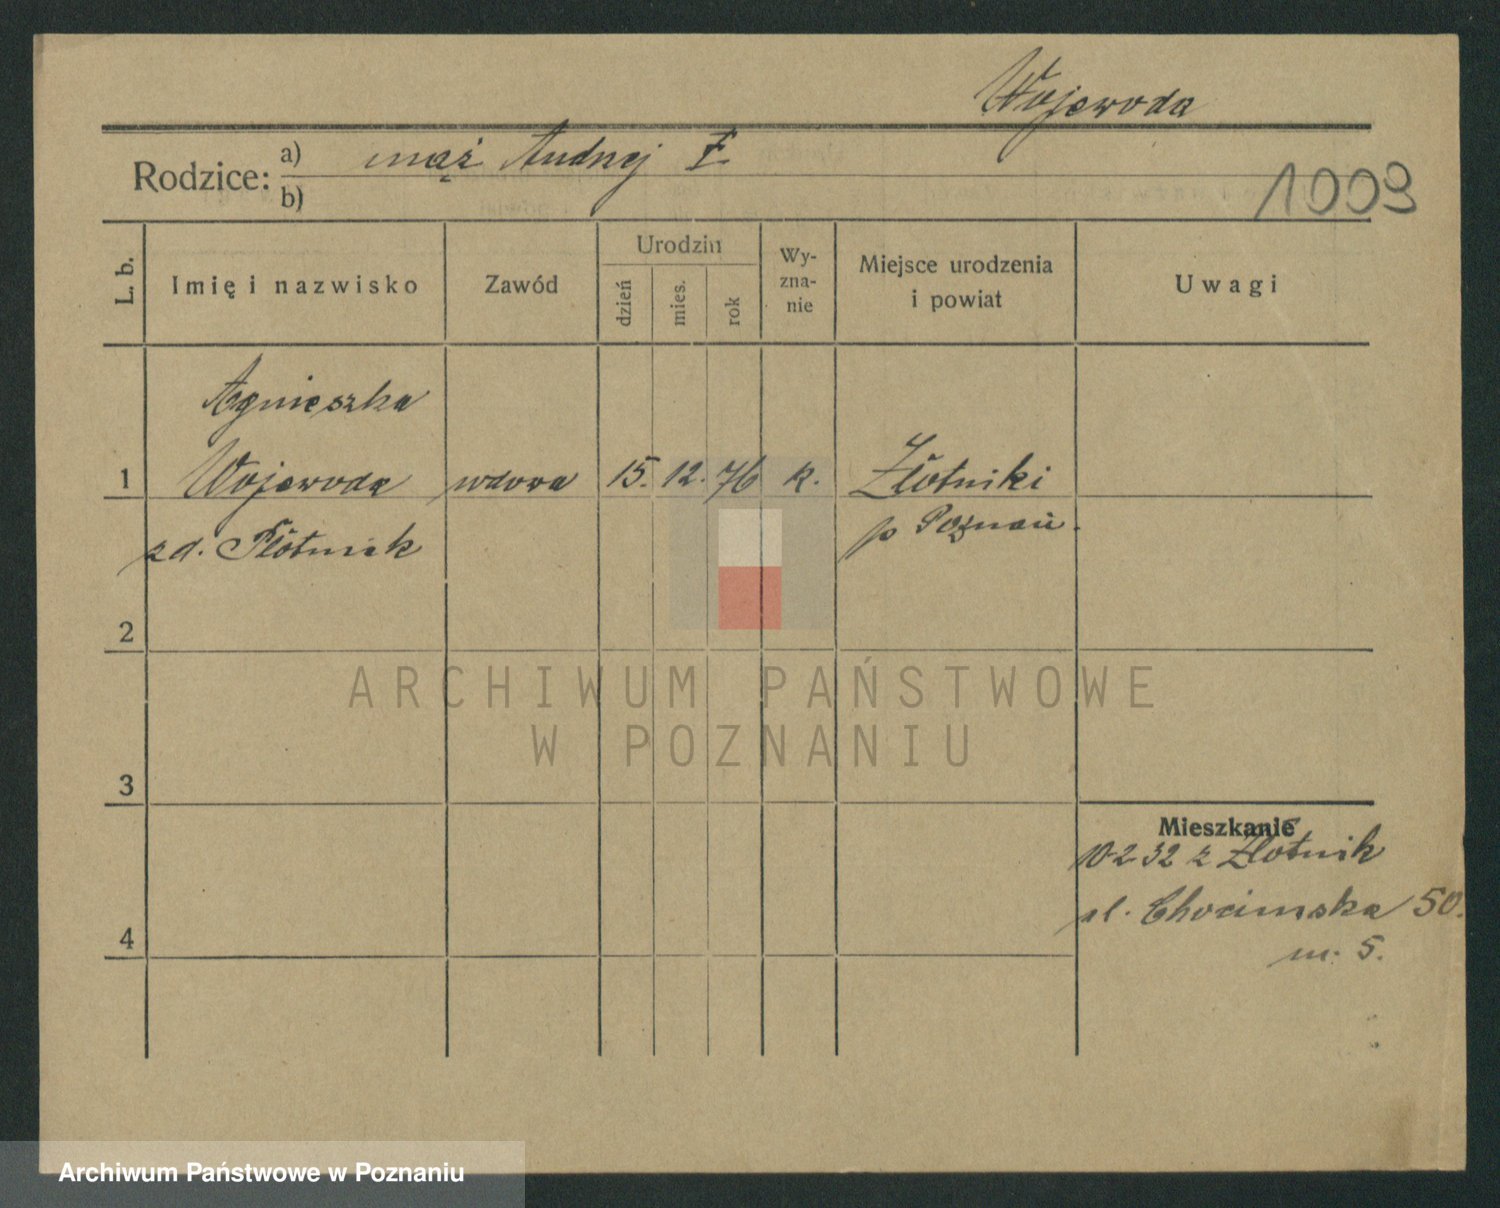 Wojewoda
Rodzice: a) mąż Andrzej
b)
1009
L. b.
Imię i nazwisko
Zawód
Urodzin
dzień
mies.
rok
Wy-
zna-
nie
Miejsce urodzenia
i powiat
Uwagi
Agnieszka
1 Wojewoda wdowa 15. 12. 76 k. Złotniki
zd. Płótniak p Poznań.
2
3
4
Mieszkanie
10 2 32 z Złotnik
ul. Chocimska 50.
m. 5.
ARCHIWUM PAŃSTWOWE
W POZNANIU
Archiwum Państwowe w Poznaniu